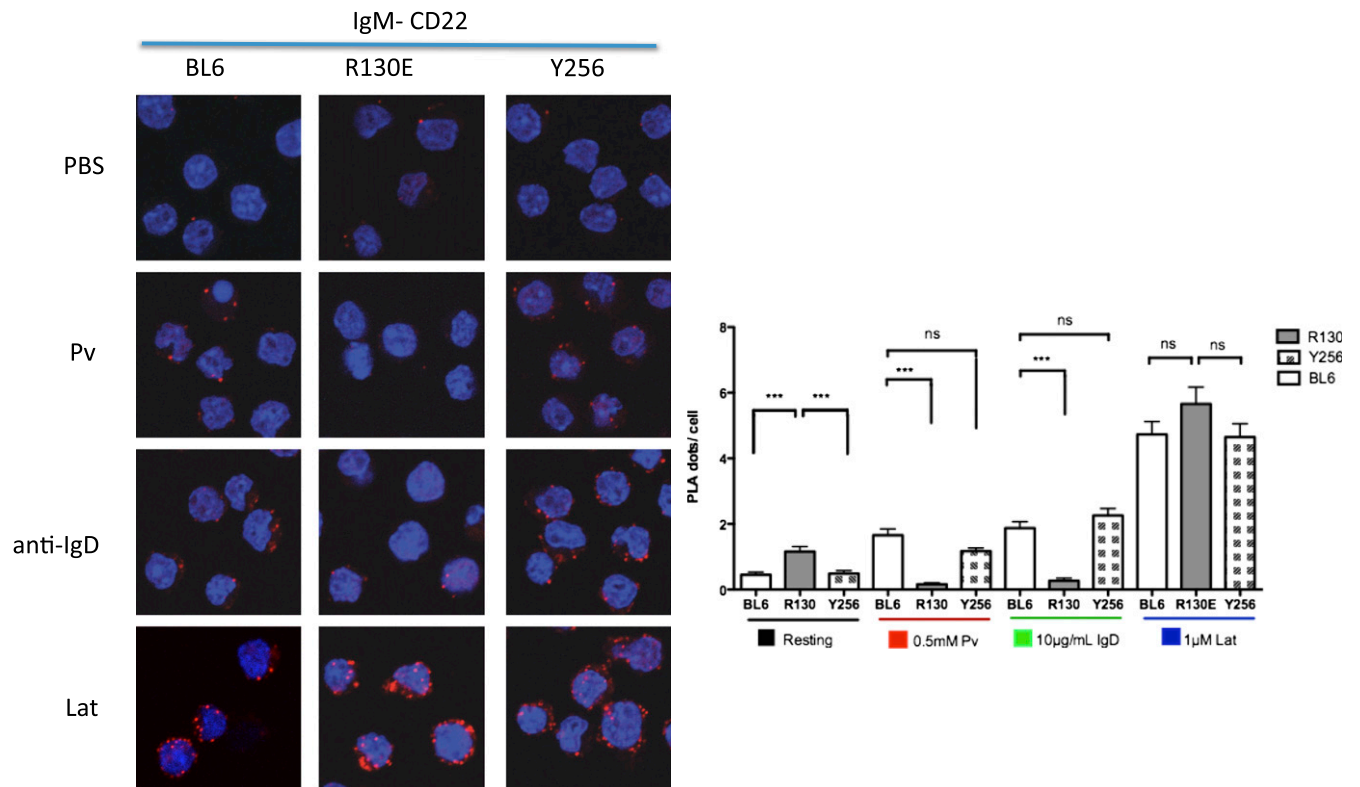 IgM- CD22
BL6 R130E Y256
PBS
Pv
anti-IgD
Lat
PLA dots/ cell
8
6
4
2
0
*** ***
ns
***
ns
***
ns ns
R130
Y256
BL6
BL6 R130 Y256 BL6 R130 Y256 BL6 R130 Y256 BL6 R130E Y256
Resting 0.5mM Pv 10µg/mL IgD 1µM Lat